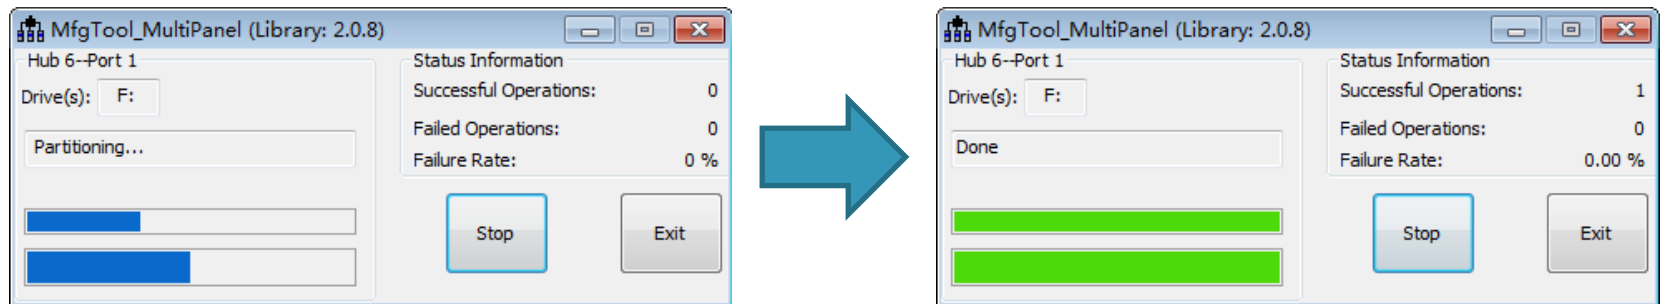 MfgTool_MultiPanel (Library: 2.0.8)
Hub 6--Port 1
Drive(s): F:
Partitioning...
Status Information
Successful Operations: 0
Failed Operations: 0
Failure Rate: 0 %
Stop
Exit
MfgTool_MultiPanel (Library: 2.0.8)
Hub 6--Port 1
Drive(s): F:
Done
Status Information
Successful Operations: 1
Failed Operations: 0
Failure Rate: 0.00 %
Stop
Exit